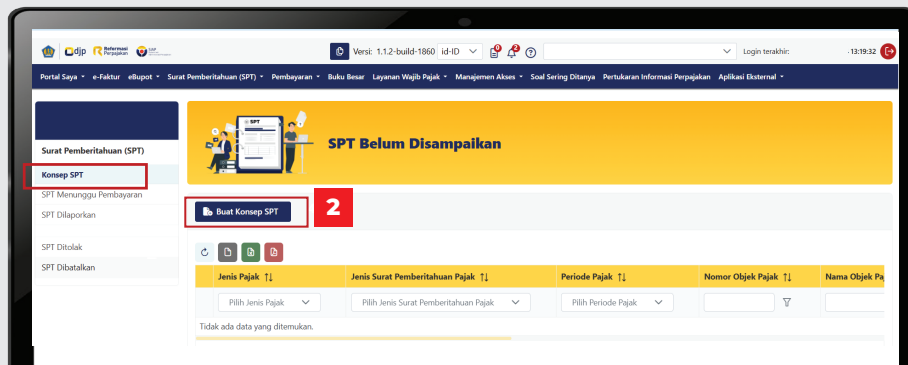 djp Reformasi Perpajakan
Versi: 1.1.2-build-1860 id-ID Login terakhir: · 13:19:32
Portal Saya e-Faktur eBupot Surat Pemberitahuan (SPT) Pembayaran Buku Besar Layanan Wajib Pajak Manajemen Akses Soal Sering Ditanya Pertukaran Informasi Perpajakan Aplikasi Eksternal
SPT
SPT Belum Disampaikan
Surat Pemberitahuan (SPT)
Konsep SPT
SPT Menunggu Pembayaran
SPT Dilaporkan
SPT Ditolak
SPT Dibatalkan
Buat Konsep SPT 2
Jenis Pajak ↑↓ Jenis Surat Pemberitahuan Pajak ↑↓ Periode Pajak ↑↓ Nomor Objek Pajak ↑↓ Nama Objek Pa
Pilih Jenis Pajak Pilih Jenis Surat Pemberitahuan Pajak Pilih Periode Pajak
Tidak ada data yang ditemukan.